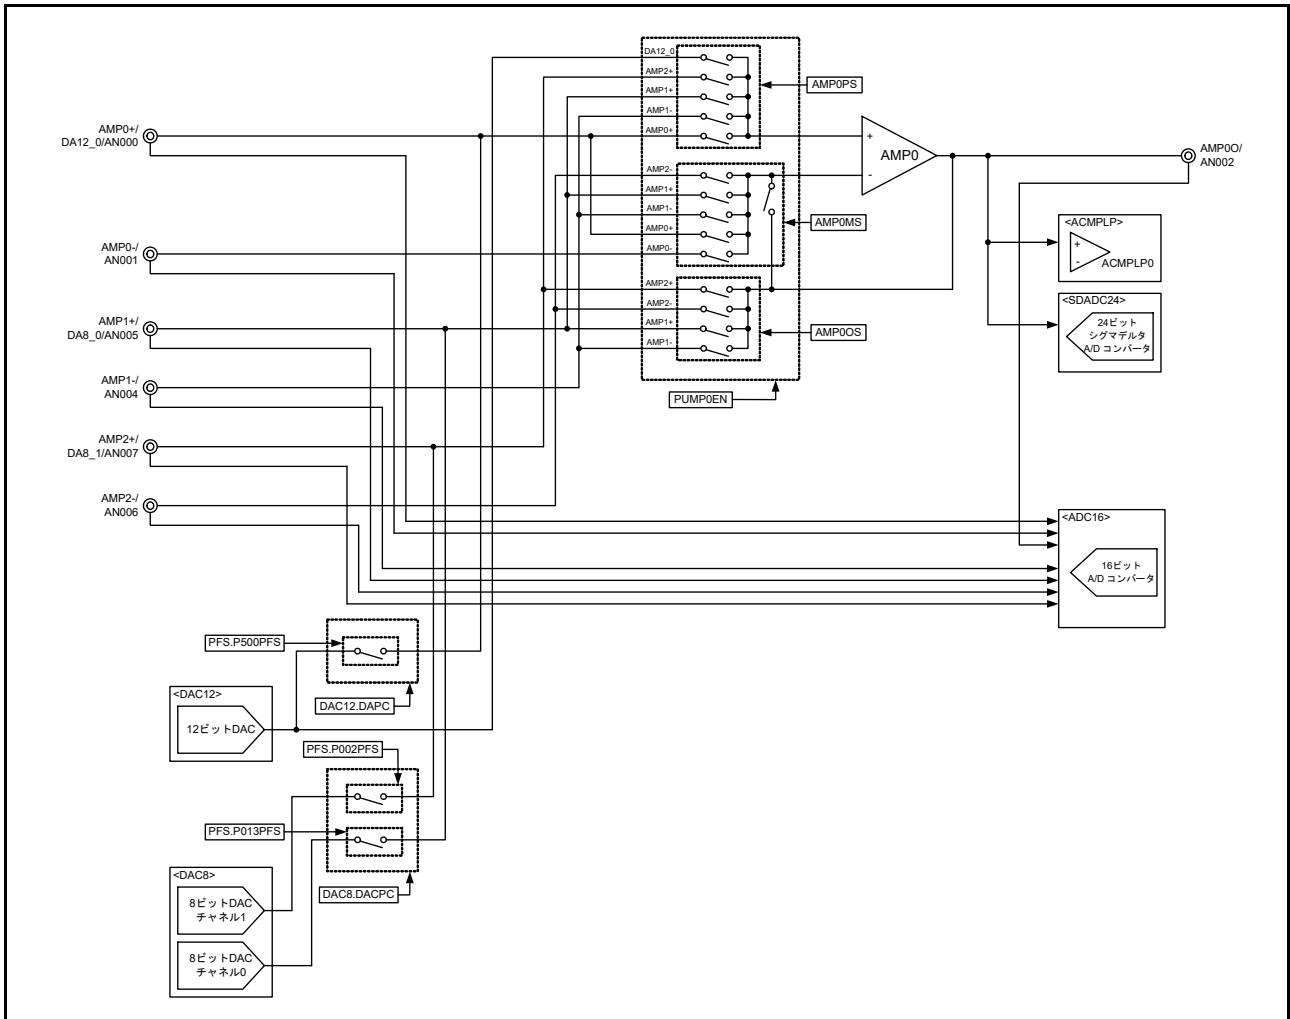 DA12_0
AMP2+
AMP1+
AMP1-
AMP0+
AMP0PS
AMP0+/
DA12_0/AN000
+
-
AMP0
AMP0O/
AN002
AMP2-
AMP1+
AMP1-
AMP0+
AMP0-
AMP0MS
AMP0-/
AN001
<ACMPLP>
+
-
ACMPLP0
AMP2+
AMP2-
AMP1+
AMP1-
AMP0OS
<SDADC24>
24ビット
シグマデルタ
A/D コンバータ
AMP1+/
DA8_0/AN005
AMP1-/
AN004
PUMP0EN
AMP2+/
DA8_1/AN007
AMP2-/
AN006
<ADC16>
16ビット
A/D コンバータ
PFS.P500PFS
DAC12.DAPC
<DAC12>
12ビットDAC
PFS.P002PFS
PFS.P013PFS
DAC8.DACPC
<DAC8>
8ビットDAC
チャネル1
8ビットDAC
チャネル0